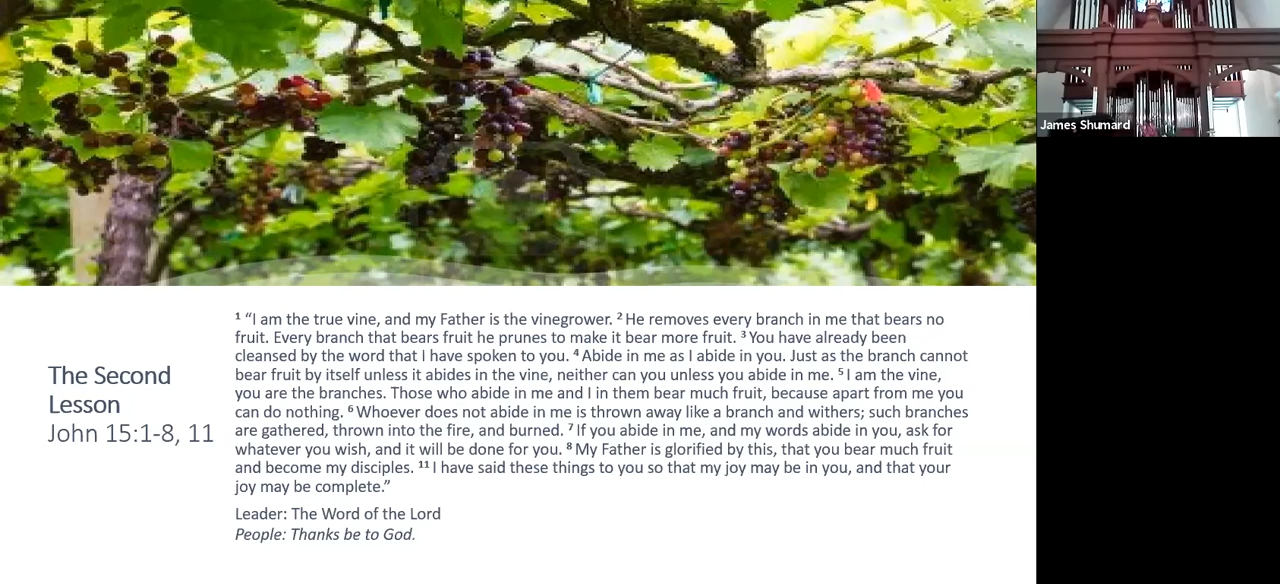 James Shumard
The Second
Lesson
John 15:1-8, 11
¹ “I am the true vine, and my Father is the vinegrower. ² He removes every branch in me that bears no
fruit. Every branch that bears fruit he prunes to make it bear more fruit. ³ You have already been
cleansed by the word that I have spoken to you. ⁴ Abide in me as I abide in you. Just as the branch cannot
bear fruit by itself unless it abides in the vine, neither can you unless you abide in me. ⁵ I am the vine,
you are the branches. Those who abide in me and I in them bear much fruit, because apart from me you
can do nothing. ⁶ Whoever does not abide in me is thrown away like a branch and withers; such branches
are gathered, thrown into the fire, and burned. ⁷ If you abide in me, and my words abide in you, ask for
whatever you wish, and it will be done for you. ⁸ My Father is glorified by this, that you bear much fruit
and become my disciples. ¹¹ I have said these things to you so that my joy may be in you, and that your
joy may be complete.”
Leader: The Word of the Lord
People: Thanks be to God.